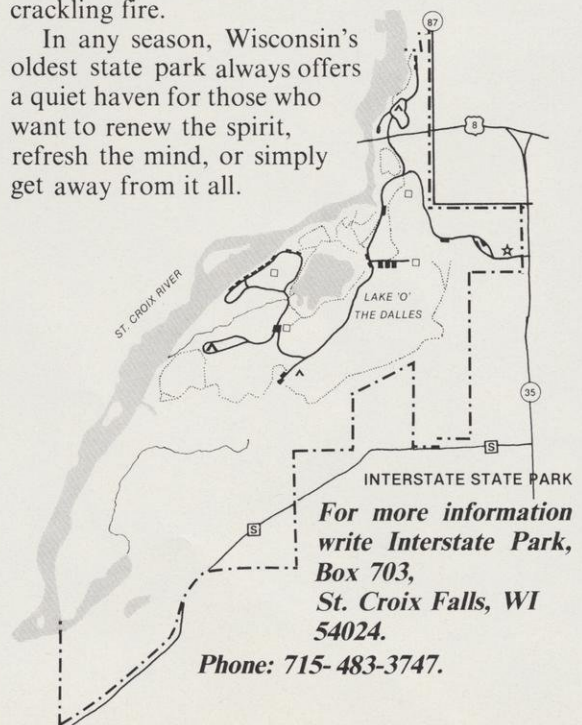 crackling fire.
In any season, Wisconsin's
oldest state park always offers
a quiet haven for those who
want to renew the spirit,
refresh the mind, or simply
get away from it all.
87
8
ST. CROIX RIVER
LAKE 'O'
THE DALLES
35
S
INTERSTATE STATE PARK
S
For more information
write Interstate Park,
Box 703,
St. Croix Falls, WI
54024.
Phone: 715-483-3747.